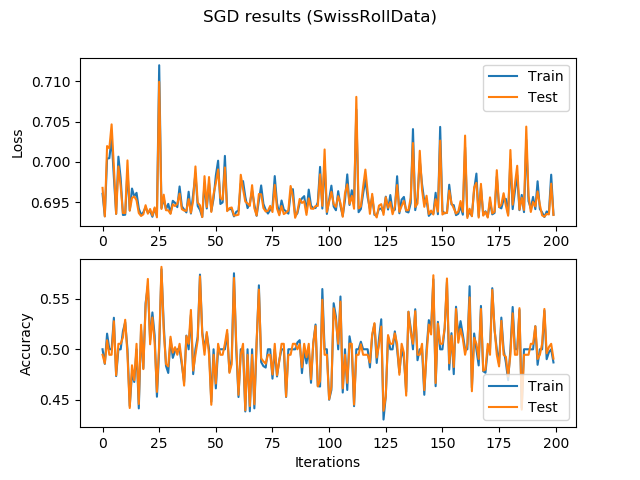 SGD results (SwissRollData)
0.710
0.705
0.700
0.695
Loss
Train
Test
0 25 50 75 100 125 150 175 200
0.55
0.50
0.45
Accuracy
Train
Test
0 25 50 75 100 125 150 175 200
Iterations